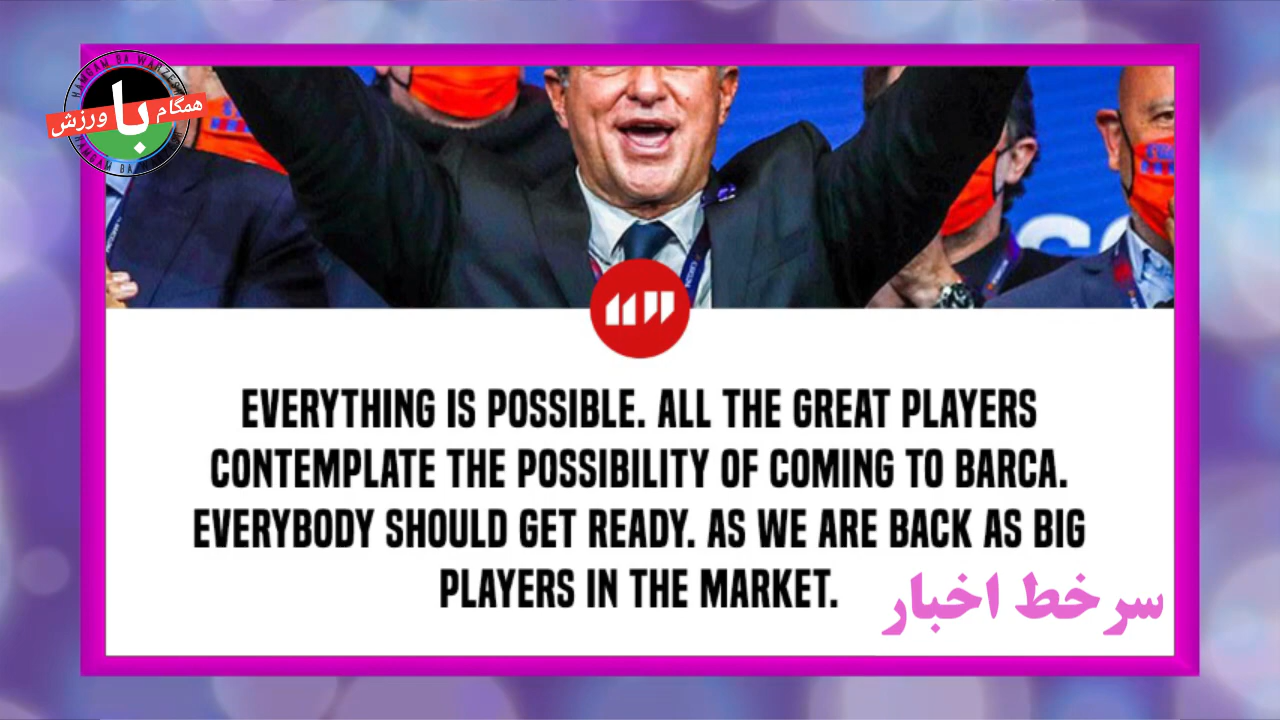 همگام با ورزش
EVERYTHING IS POSSIBLE. ALL THE GREAT PLAYERS
CONTEMPLATE THE POSSIBILITY OF COMING TO BARCA.
EVERYBODY SHOULD GET READY. AS WE ARE BACK AS BIG
PLAYERS IN THE MARKET.
سرخط اخبار